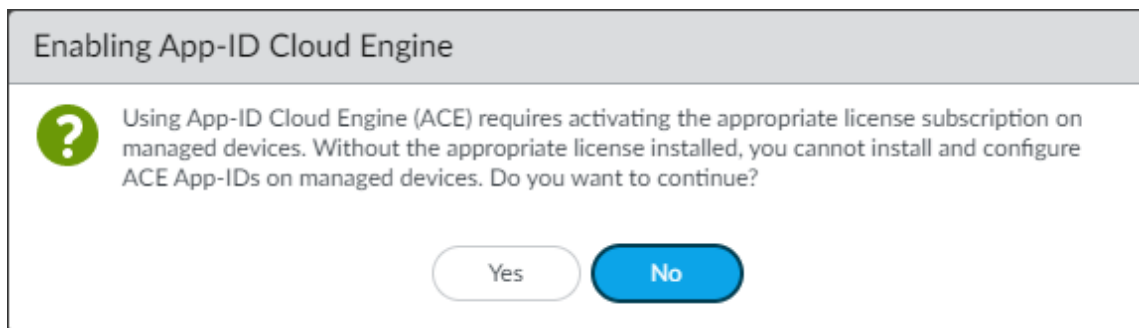 Enabling App-ID Cloud Engine
Using App-ID Cloud Engine (ACE) requires activating the appropriate license subscription on
managed devices. Without the appropriate license installed, you cannot install and configure
ACE App-IDs on managed devices. Do you want to continue?
Yes
No